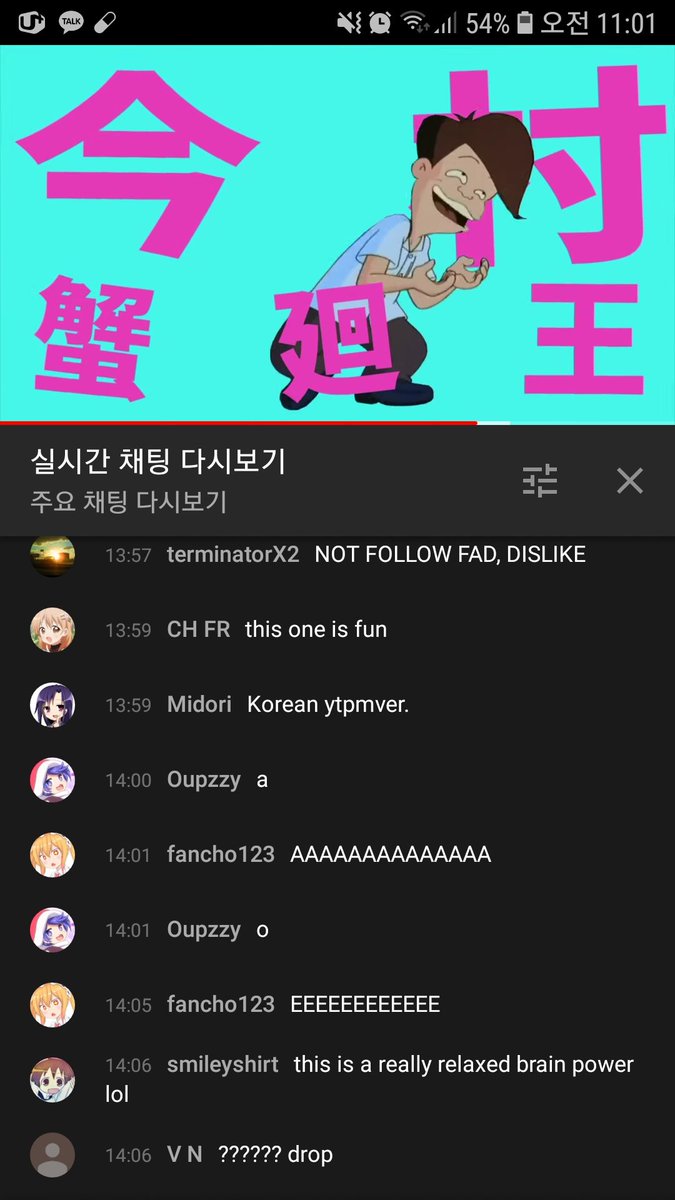 TALK
54%
오전 11:01
今 村
蟹 廻 王
실시간 채팅 다시보기
주요 채팅 다시보기
13:57 terminatorX2 NOT FOLLOW FAD, DISLIKE
13:59 CH FR this one is fun
13:59 Midori Korean ytpmver.
14:00 Oupzzy a
14:01 fancho123 AAAAAAAAAAAAAA
14:01 Oupzzy o
14:05 fancho123 EEEEEEEEEEEE
14:06 smileyshirt this is a really relaxed brain power
lol
14:06 V N ?????? drop